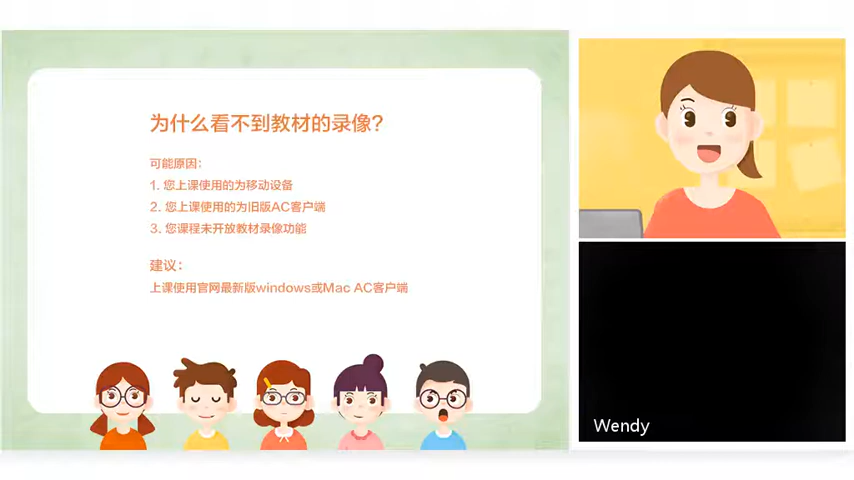 为什么看不到教材的录像?
可能原因:
1. 您上课使用的为移动设备
2. 您上课使用的为旧版AC客户端
3. 您课程未开放教材录像功能
建议:
上课使用官网最新版windows或Mac AC客户端
Wendy